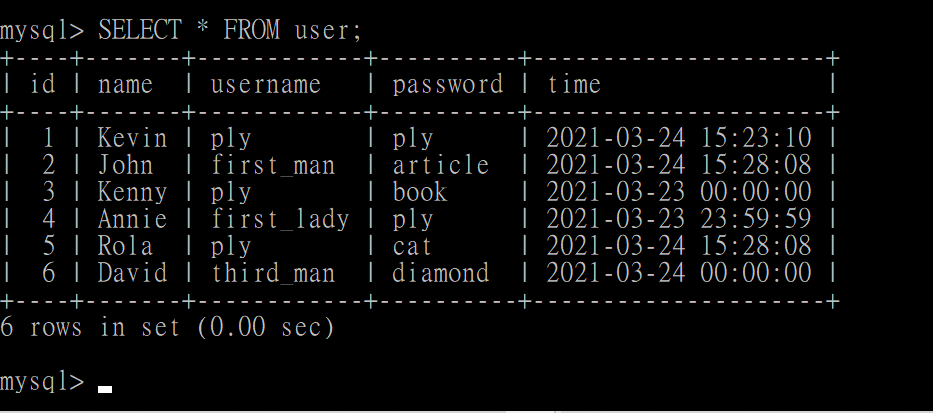 mysql> SELECT * FROM user;
+----+-------+------------+----------+---------------------+
| id | name  | username   | password | time                |
+----+-------+------------+----------+---------------------+
|  1 | Kevin | ply        | ply      | 2021-03-24 15:23:10 |
|  2 | John  | first_man  | article  | 2021-03-24 15:28:08 |
|  3 | Kenny | ply        | book     | 2021-03-23 00:00:00 |
|  4 | Annie | first_lady | ply      | 2021-03-23 23:59:59 |
|  5 | Rola  | ply        | cat      | 2021-03-24 15:28:08 |
|  6 | David | third_man  | diamond  | 2021-03-24 00:00:00 |
+----+-------+------------+----------+---------------------+
6 rows in set (0.00 sec)
mysql>